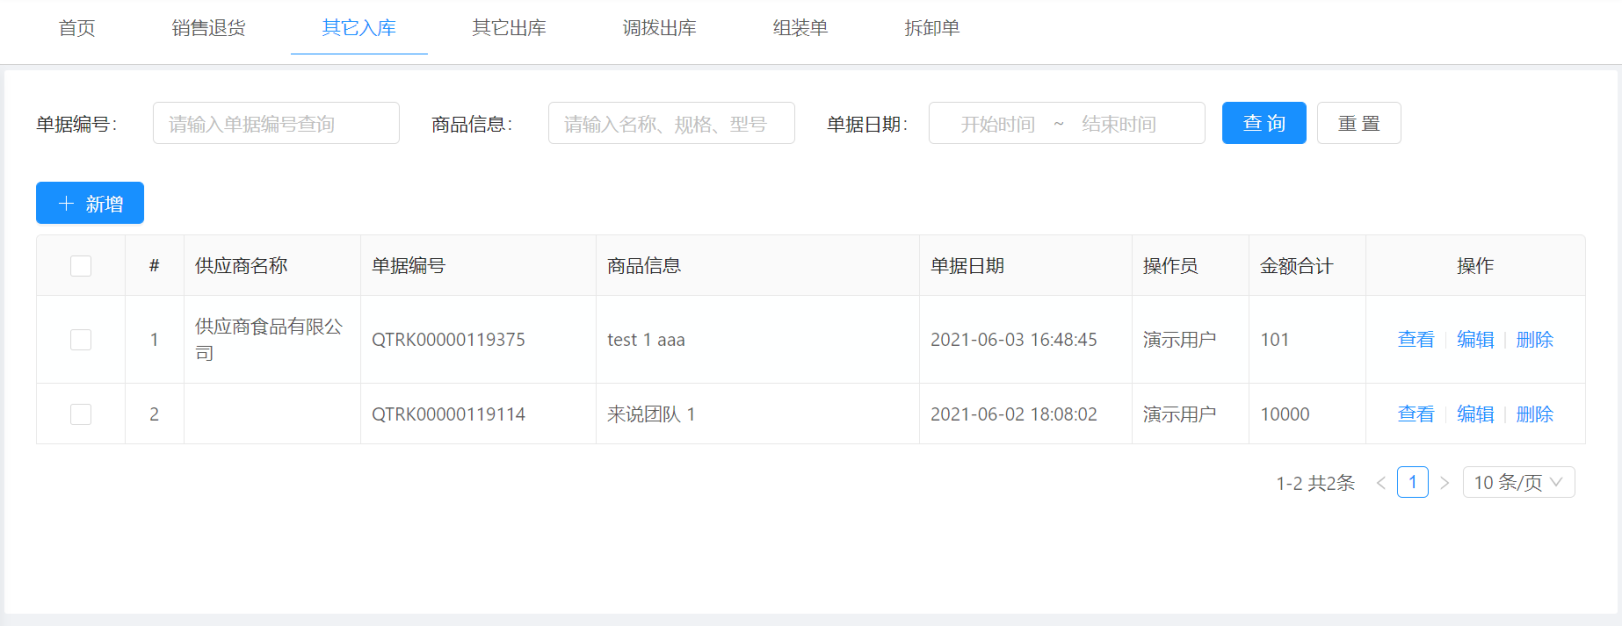 首页 销售退货 其它入库 其它出库 调拨出库 组装单 拆卸单
单据编号: 请输入单据编号查询 商品信息: 请输入名称、规格、型号 单据日期: 开始时间 ~ 结束时间 查 询 重 置
+ 新增
# 供应商名称 单据编号 商品信息 单据日期 操作员 金额合计 操作
1 供应商食品有限公 QTRK00000119375 test 1 aaa 2021-06-03 16:48:45 演示用户 101 查看 编辑 删除
司
2 QTRK00000119114 来说团队 1 2021-06-02 18:08:02 演示用户 10000 查看 编辑 删除
1-2 共2条 < 1 > 10 条/页